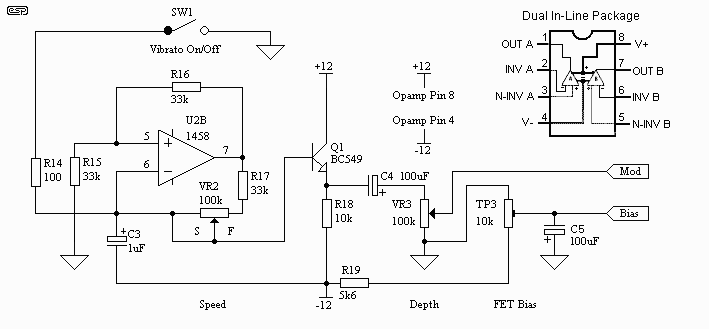 ESP
SW1
Vibrato On/Off
Dual In-Line Package
OUT A 1 8 V+
INV A 2 7 OUT B
N-INV A 3 6 INV B
V- 4 5 N-INV B
A B
+12
+12
Opamp Pin 8
Opamp Pin 4
-12
R16
33k
U2B
1458
5
6
7
+
-
Q1
BC549
R14
100
R15
33k
R17
33k
VR2
100k
S F
C4 100uF
+
Mod
R18
10k
VR3
100k
TP3
10k
Bias
+
C3
1uF
+
C5
100uF
R19
5k6
-12
Speed
Depth
FET Bias